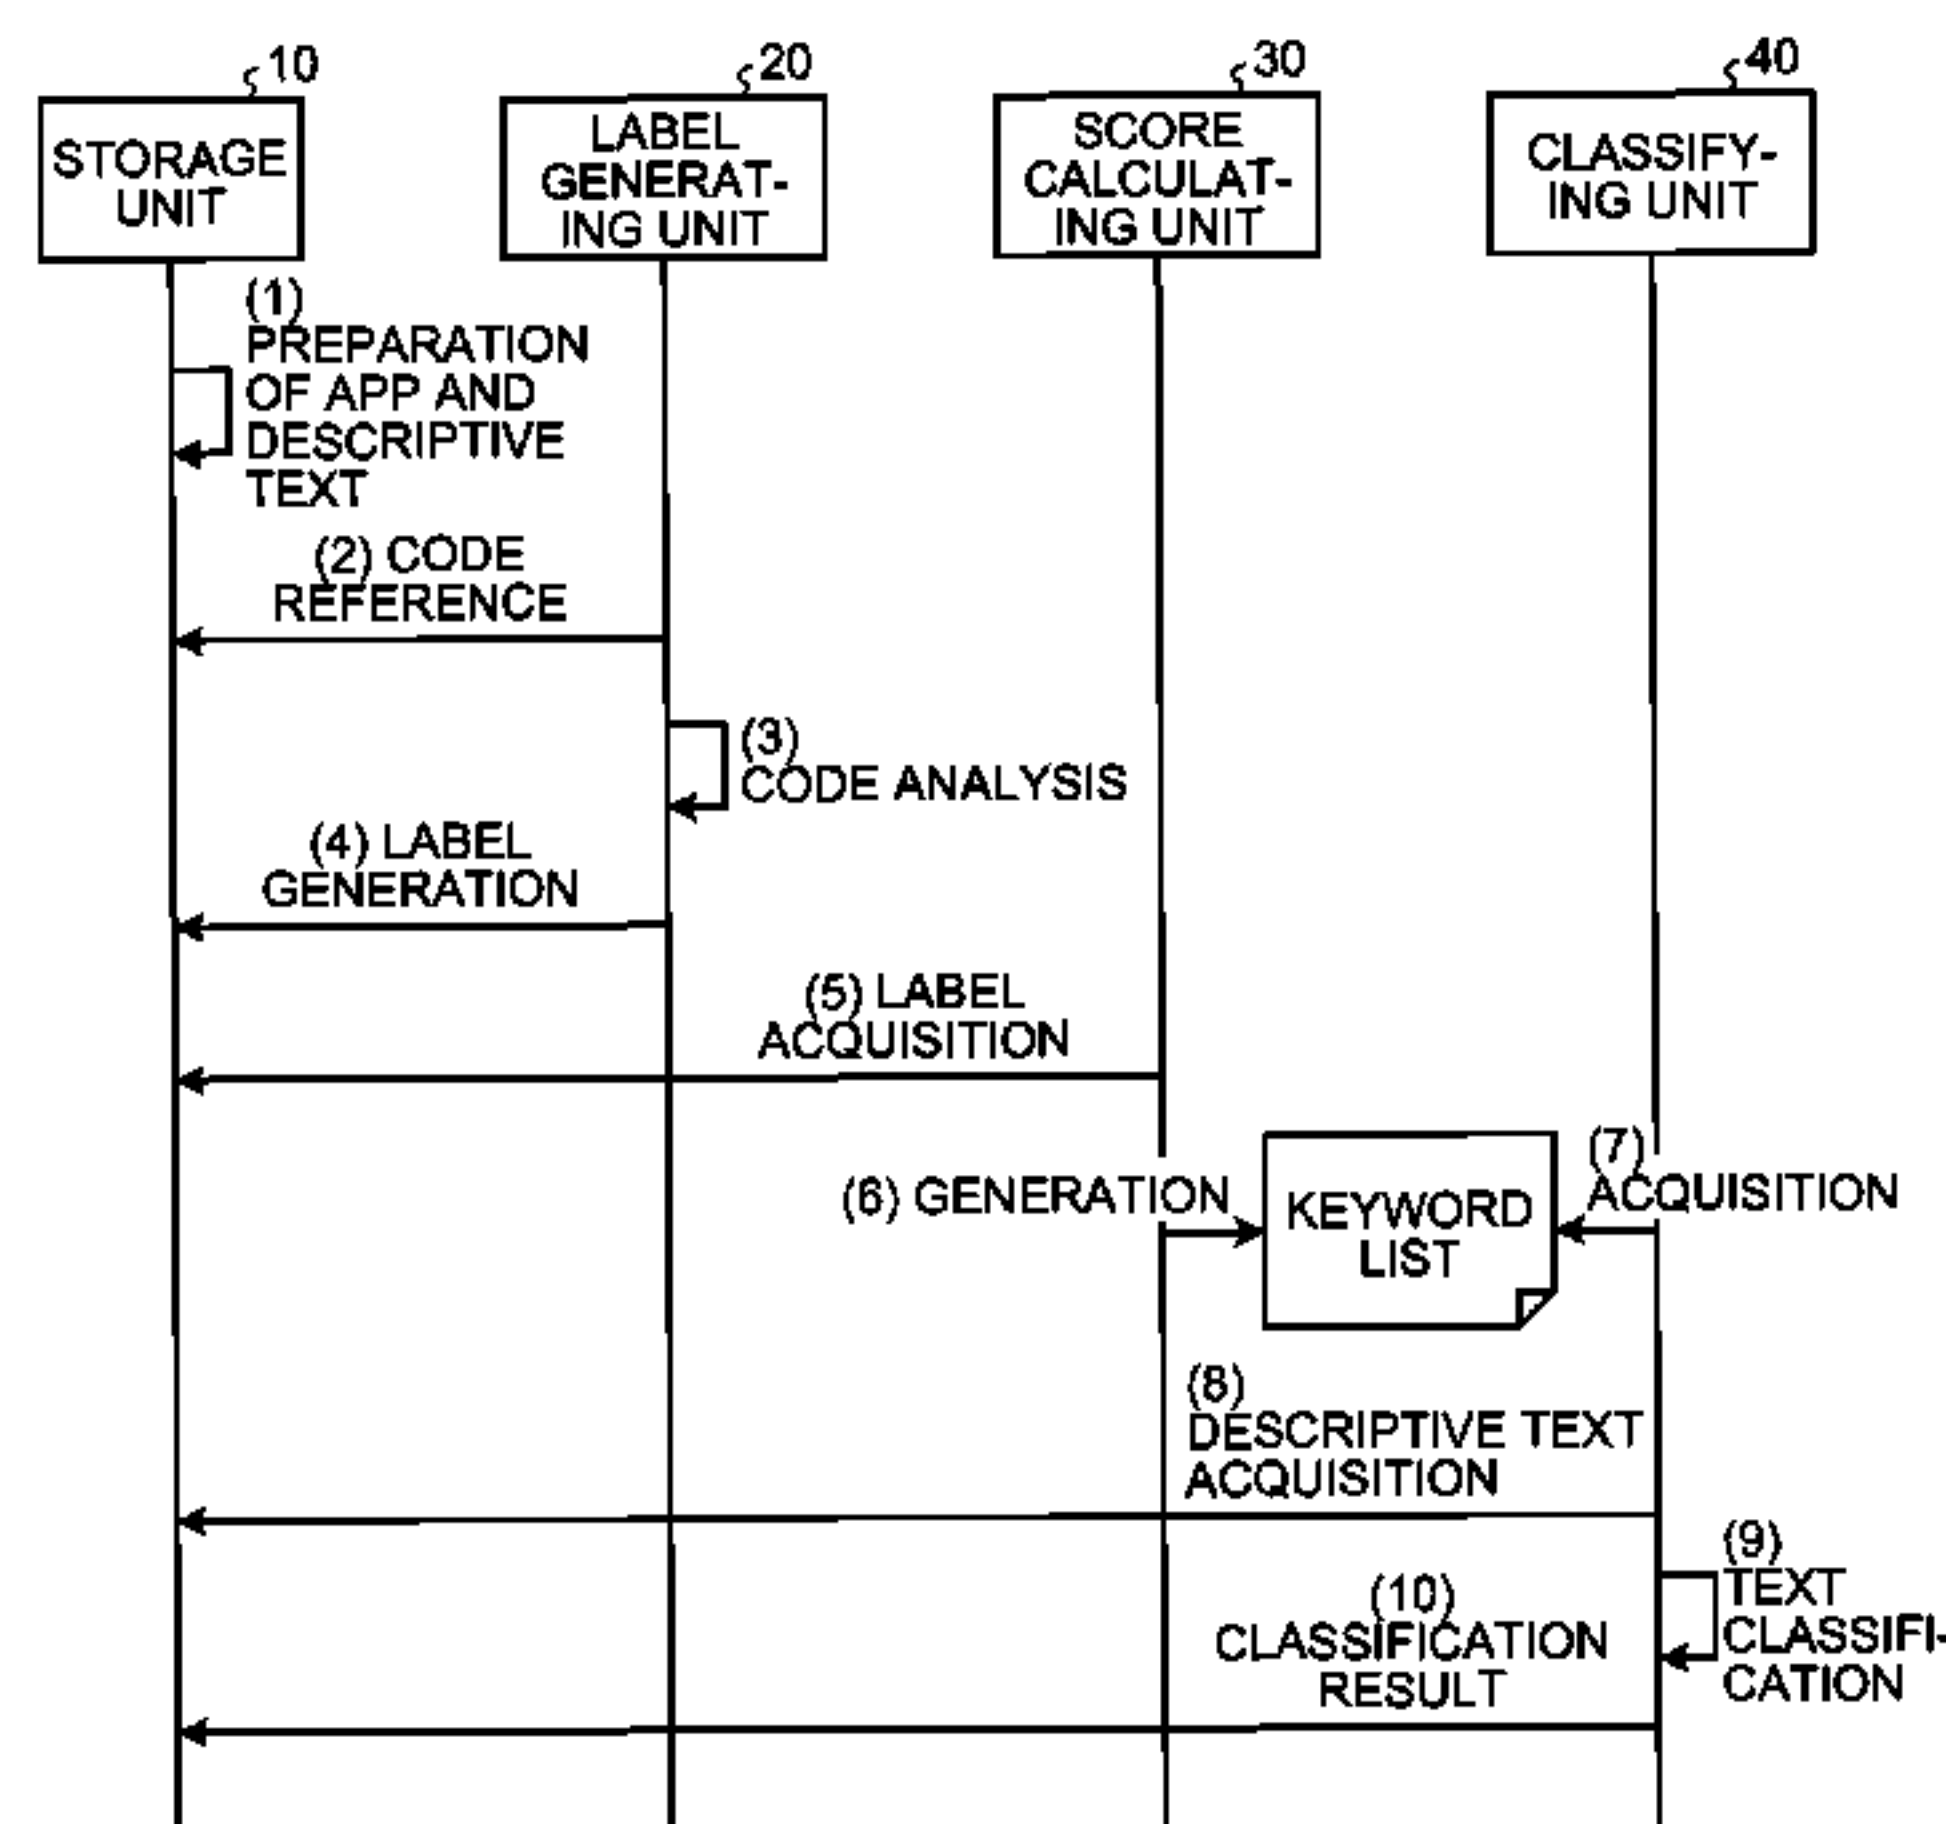 10
20
30
40
STORAGE
UNIT
LABEL
GENERAT-
ING UNIT
SCORE
CALCULAT-
ING UNIT
CLASSIFY-
ING UNIT
(1)
PREPARATION
OF APP AND
DESCRIPTIVE
TEXT
(2) CODE
REFERENCE
(3)
CODE ANALYSIS
(4) LABEL
GENERATION
(5) LABEL
ACQUISITION
(6) GENERATION
KEYWORD
LIST
(7)
ACQUISITION
(8)
DESCRIPTIVE TEXT
ACQUISITION
(9)
TEXT
CLASSIFI-
CATION
(10)
CLASSIFICATION
RESULT